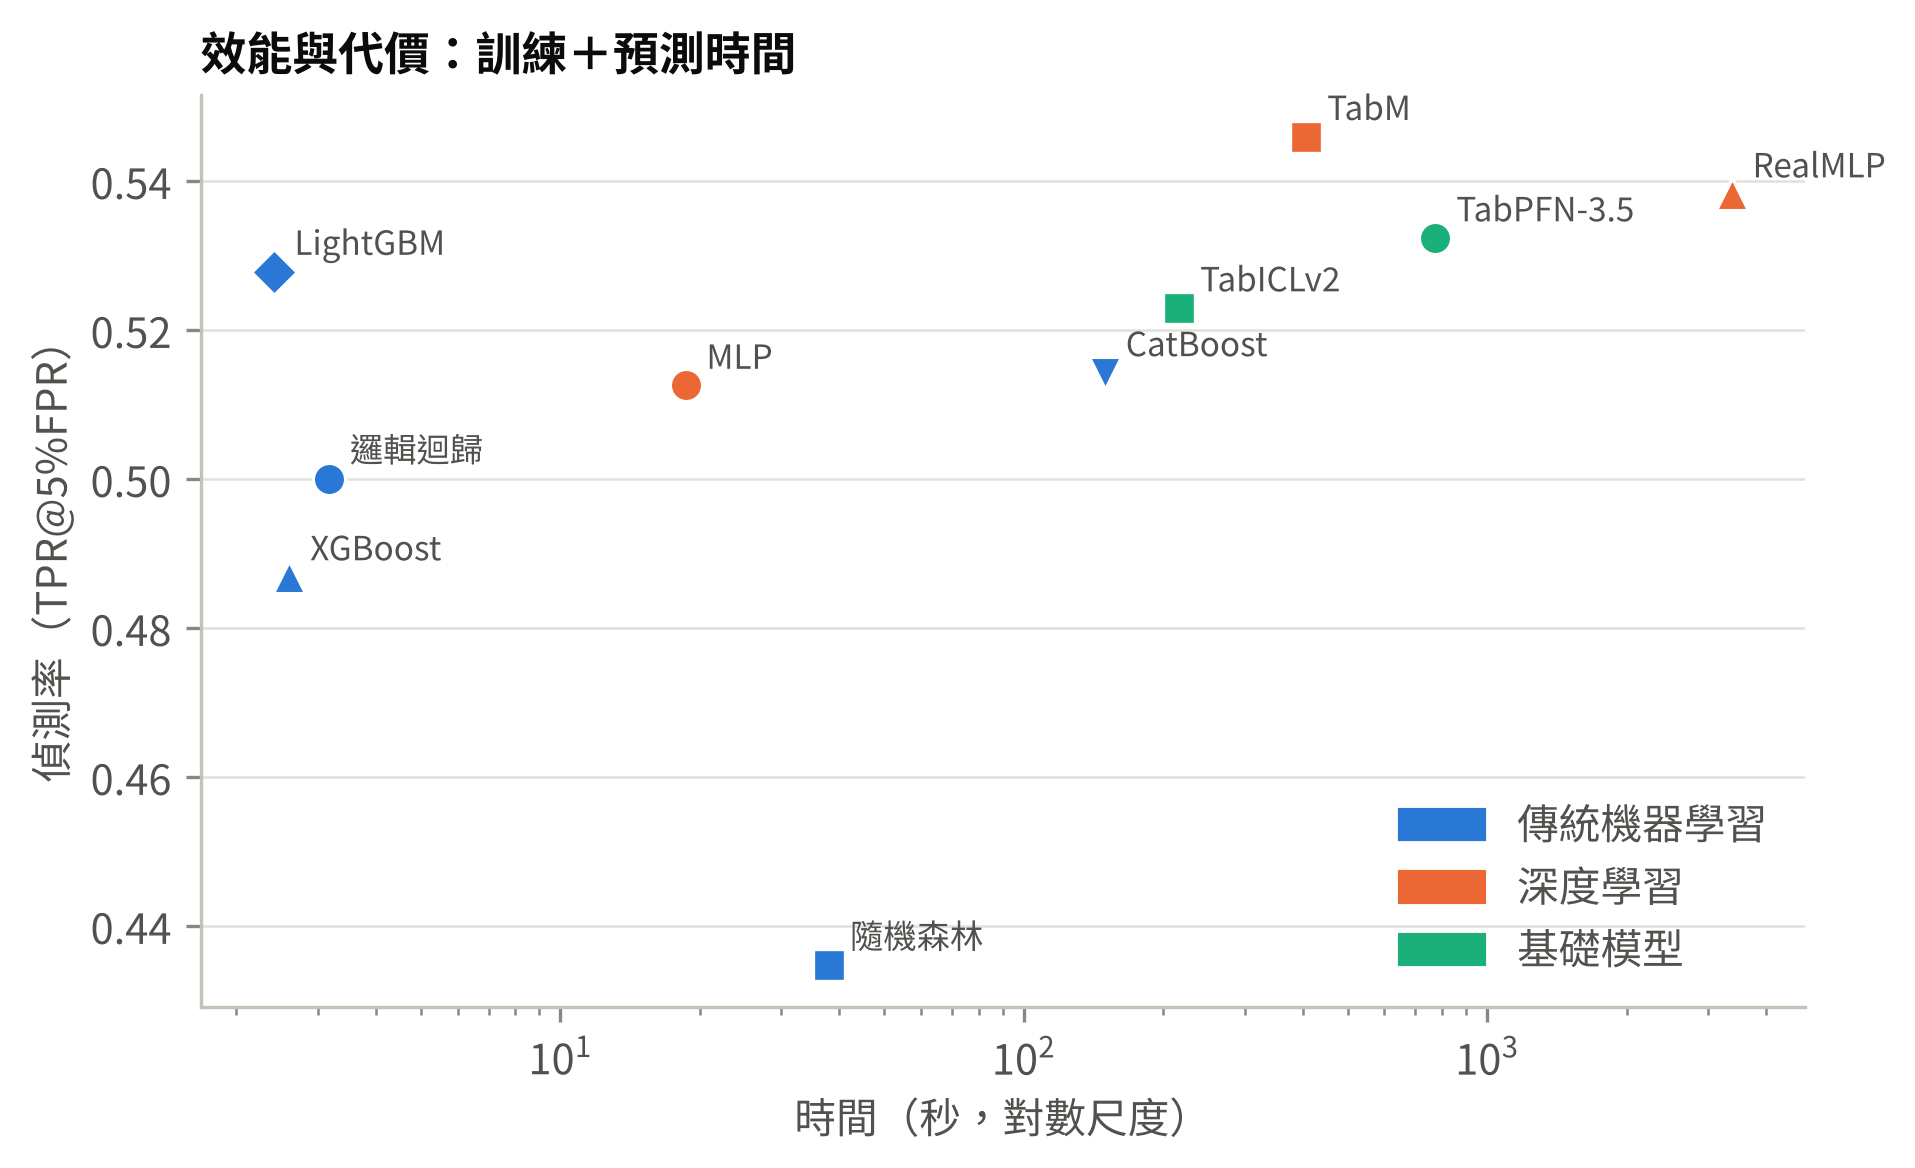 效能與代價：訓練＋預測時間
TabM
RealMLP
0.54
TabPFN-3.5
LightGBM
TabICLv2
0.52
CatBoost
MLP
邏輯迴歸
0.50
XGBoost
0.48
偵測率（TPR@5%FPR）
0.46
傳統機器學習
深度學習
基礎模型
0.44
隨機森林
10¹
10²
10³
時間（秒，對數尺度）